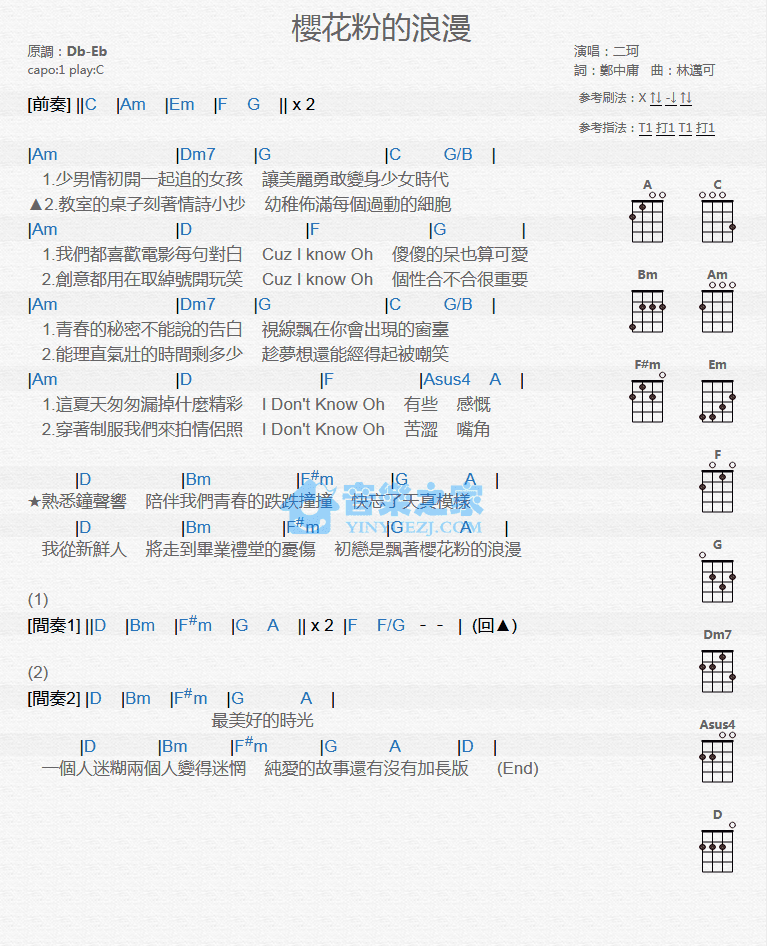 櫻花粉的浪漫
原調：Db-Eb
capo:1 play:C
演唱：二珂
詞：鄭中庸 曲：林邁可
參考刷法：X ↑↓ -↓ ↑↓
參考指法：T1 打1 T1 打1
[前奏] ||C |Am |Em |F G || x 2
|Am |Dm7 |G |C G/B |
1.少男情初開一起追的女孩 讓美麗勇敢變身少女時代
▲2.教室的桌子刻著情詩小抄 幼稚佈滿每個過動的細胞
|Am |D |F |G |
1.我們都喜歡電影每句對白 Cuz I know Oh 傻傻的呆也算可愛
2.創意都用在取綽號開玩笑 Cuz I know Oh 個性合不合很重要
|Am |Dm7 |G |C G/B |
1.青春的秘密不能說的告白 視線飄在你會出現的窗臺
2.能理直氣壯的時間剩多少 趁夢想還能經得起被嘲笑
|Am |D |F |Asus4 A |
1.這夏天匆匆漏掉什麼精彩 I Don't Know Oh 有些 感慨
2.穿著制服我們來拍情侶照 I Don't Know Oh 苦澀 嘴角
|D |Bm |F#m |G A |
★熟悉鐘聲響 陪伴我們青春的跌跌撞撞 快忘了天真模樣
|D |Bm |F#m |G A |
我從新鮮人 將走到畢業禮堂的憂傷 初戀是飄著櫻花粉的浪漫
音樂之家
YINYUEZJ.COM
(1)
[間奏1] ||D |Bm |F#m |G A || x 2 |F F/G - - | (回▲)
(2)
[間奏2] |D |Bm |F#m |G A |
最美好的時光
|D |Bm |F#m |G A |D |
一個人迷糊兩個人變得迷惘 純愛的故事還有沒有加長版 (End)
A C
Bm Am
F#m Em
F
G
Dm7
Asus4
D